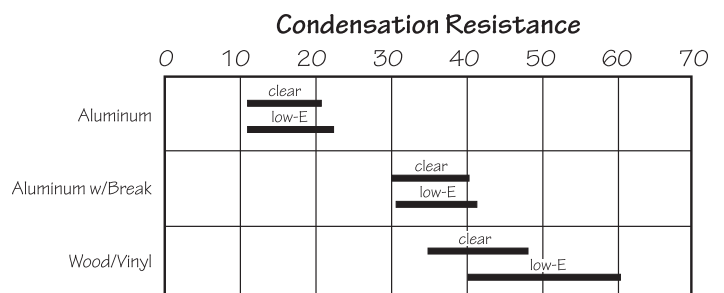 Condensation Resistance
0 10 20 30 40 50 60 70
clear
Aluminum
low-E
clear
Aluminum w/Break
low-E
clear
Wood/Vinyl
low-E